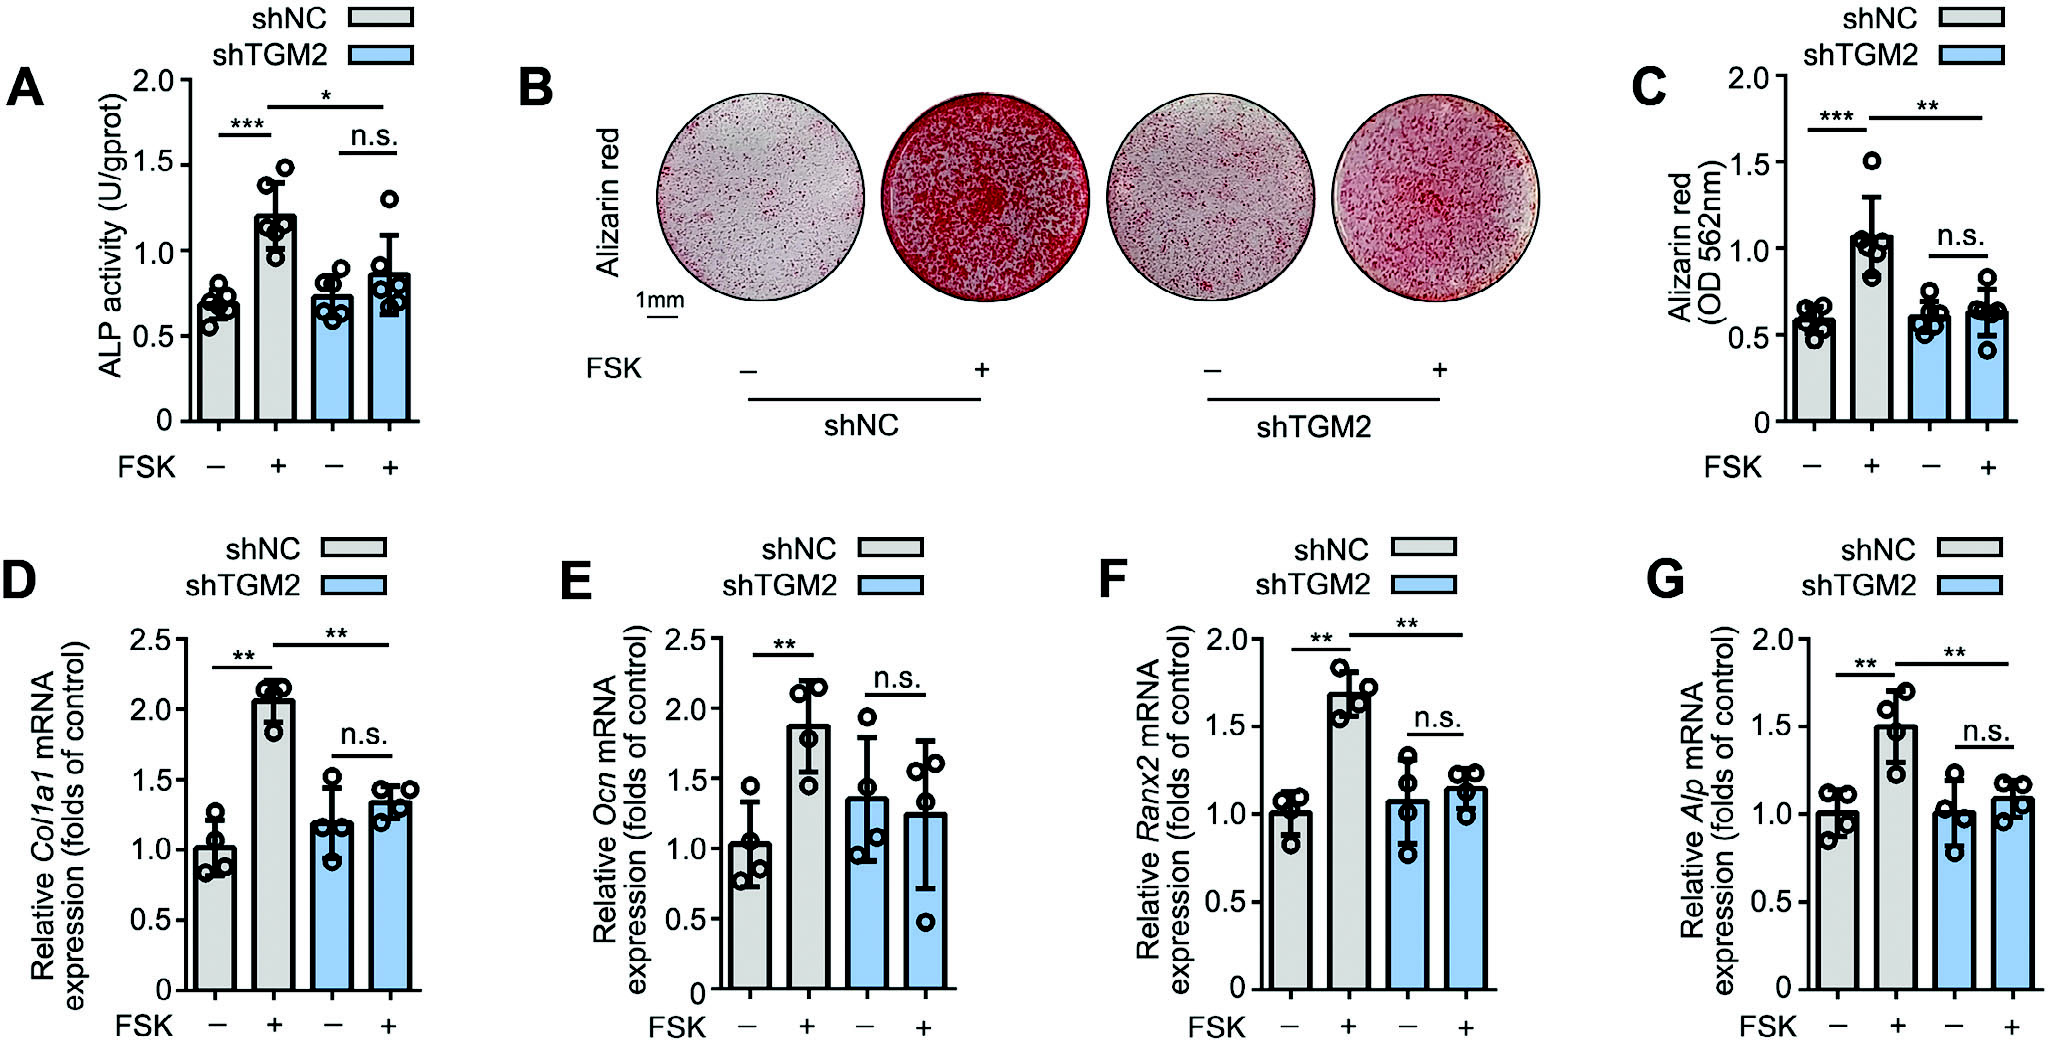 A
shNC
shTGM2
ALP activity (U/gprot)
2.0
1.5
1.0
0.5
0
***
*
n.s.
FSK − + − +
B
Alizarin red
1mm
FSK − + − +
shNC shTGM2
C
shNC
shTGM2
Alizarin red
(OD 562nm)
2.0
1.5
1.0
0.5
0
***
**
n.s.
FSK − + − +
D
shNC
shTGM2
Relative Col1a1 mRNA
expression (folds of control)
2.5
2.0
1.5
1.0
0.5
0
**
**
n.s.
FSK − + − +
E
shNC
shTGM2
Relative Ocn mRNA
expression (folds of control)
2.5
2.0
1.5
1.0
0.5
0
**
n.s.
FSK − + − +
F
shNC
shTGM2
Relative Ranx2 mRNA
expression (folds of control)
2.0
1.5
1.0
0.5
0
**
**
n.s.
FSK − + − +
G
shNC
shTGM2
Relative Alp mRNA
expression (folds of control)
2.0
1.5
1.0
0.5
0
**
**
n.s.
FSK − + − +